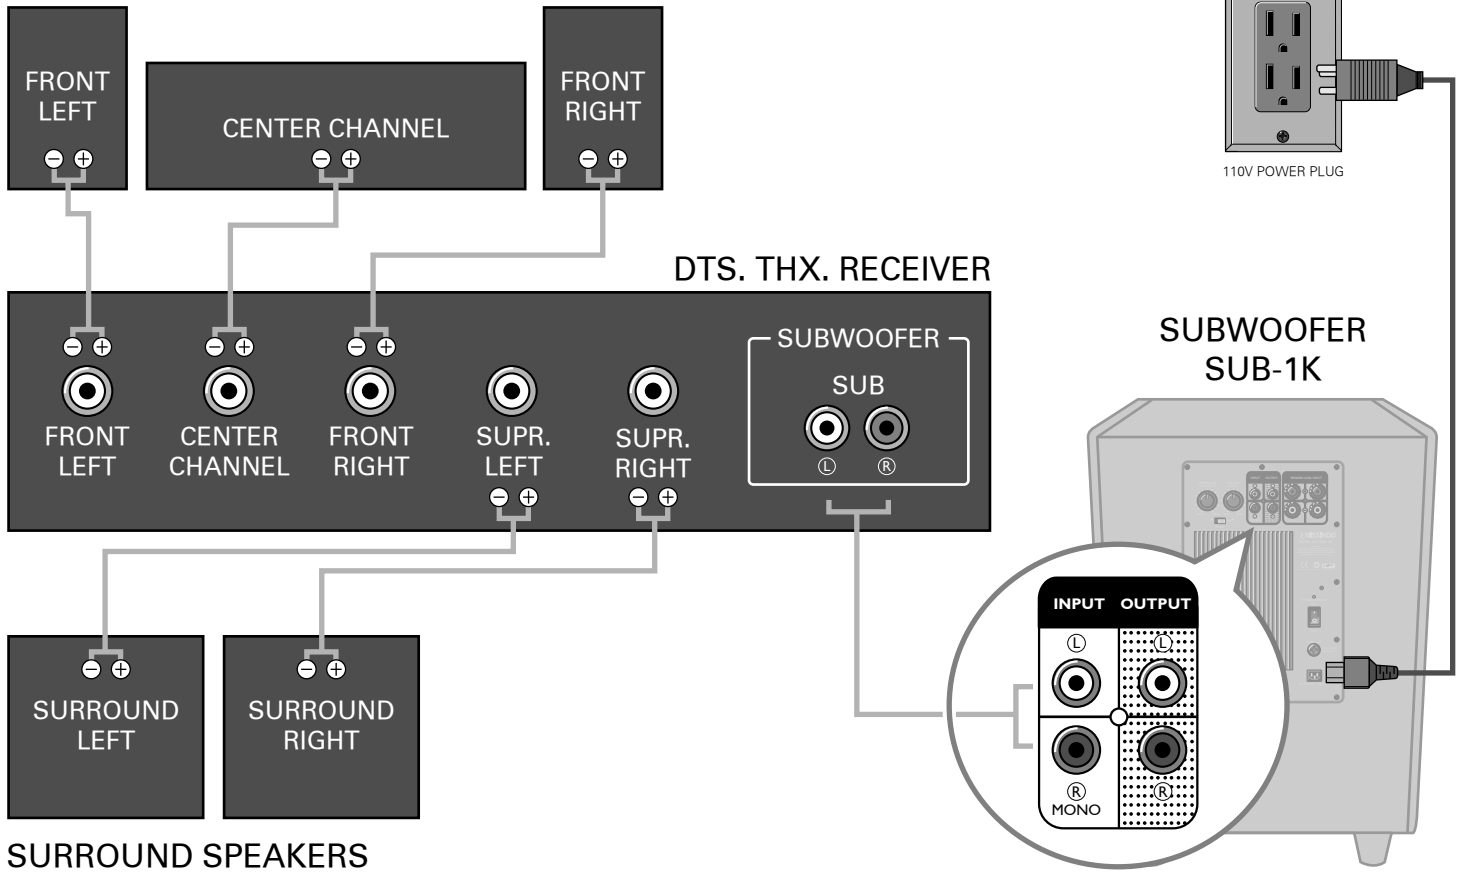 FRONT
LEFT
CENTER CHANNEL
FRONT
RIGHT
110V POWER PLUG
DTS. THX. RECEIVER
SUBWOOFER
SUB
L
R
FRONT
LEFT
CENTER
CHANNEL
FRONT
RIGHT
SUPR.
LEFT
SUPR.
RIGHT
SUBWOOFER
SUB-1K
INPUT OUTPUT
L L
R R
MONO
SURROUND
LEFT
SURROUND
RIGHT
SURROUND SPEAKERS